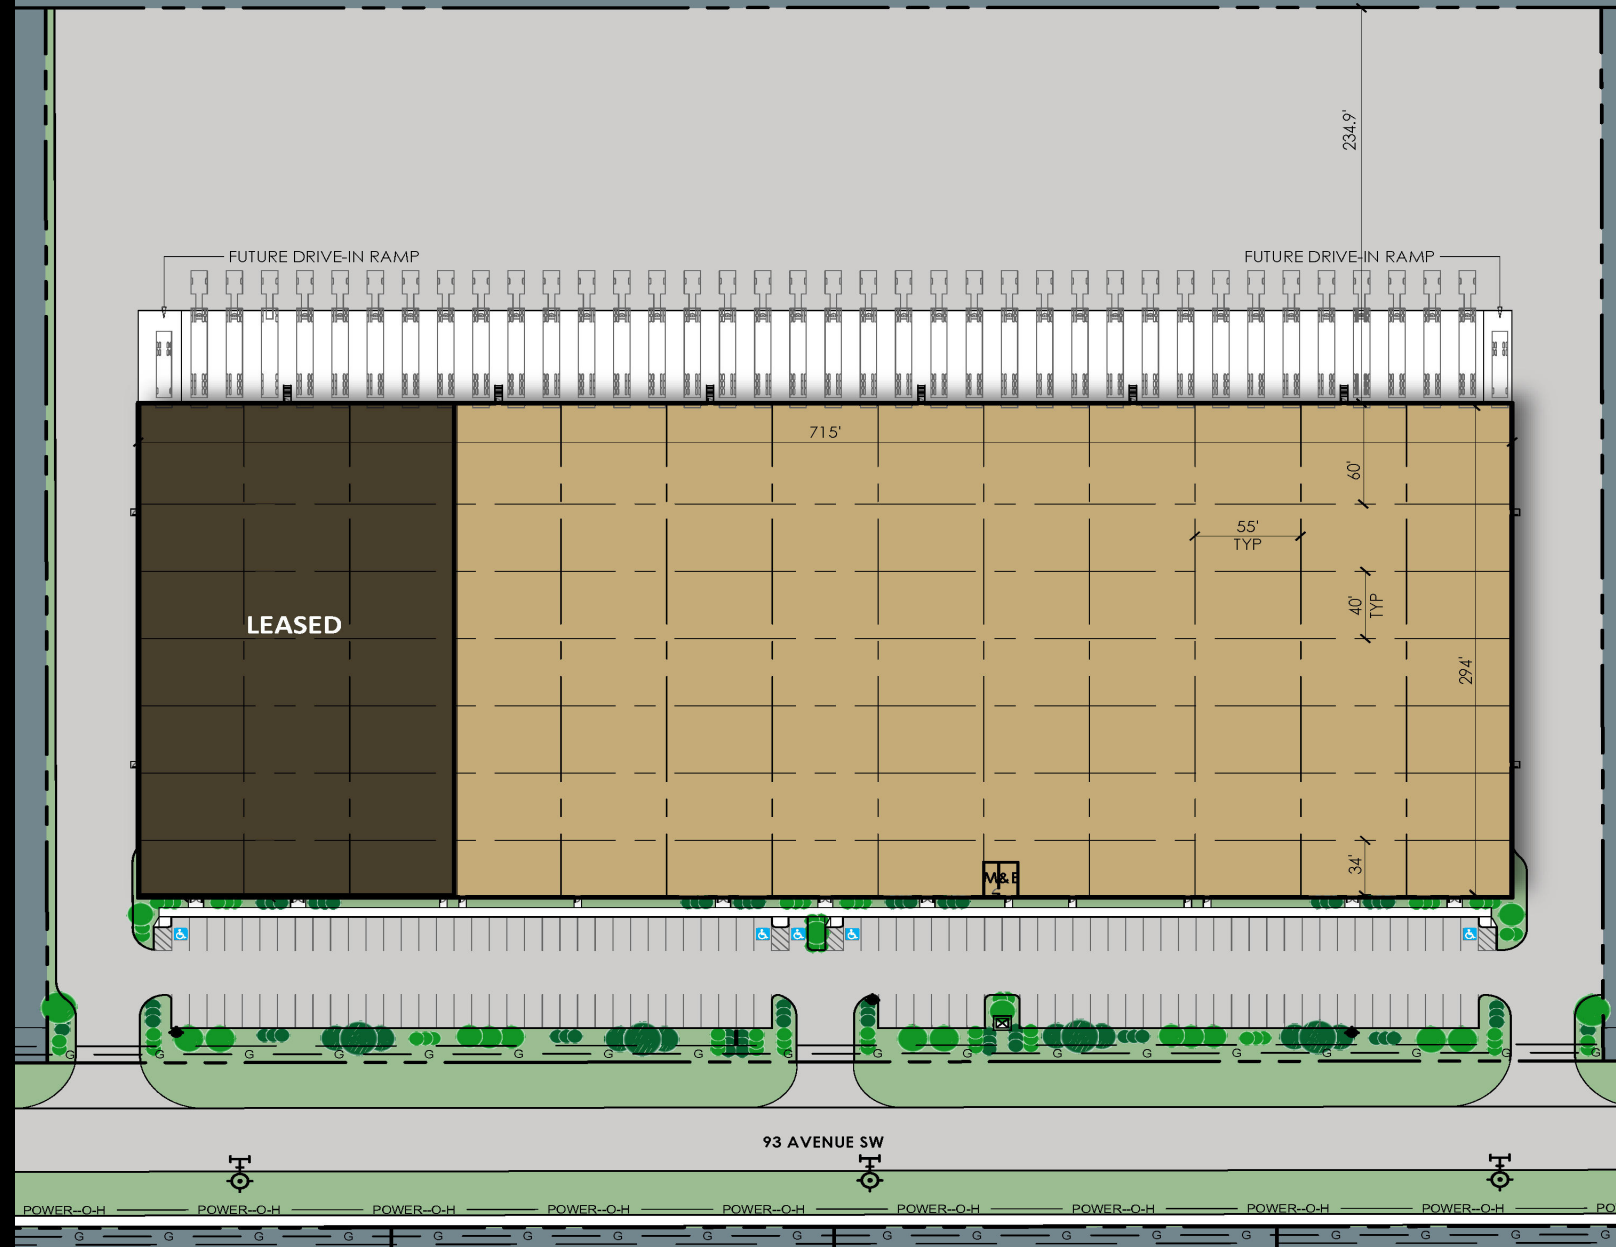 234.9'
FUTURE DRIVE-IN RAMP
FUTURE DRIVE-IN RAMP
715'
60'
55'
TYP
40'
TYP
LEASED
294'
34'
M&E
G G G G G G G G G G G G G G G G G G
93 AVENUE SW
POWER--O-H POWER--O-H POWER--O-H POWER--O-H POWER--O-H POWER--O-H POWER--O-H POWER--O-H POWER--O-H PO
G G G G G G G G G G G G G G G G G G